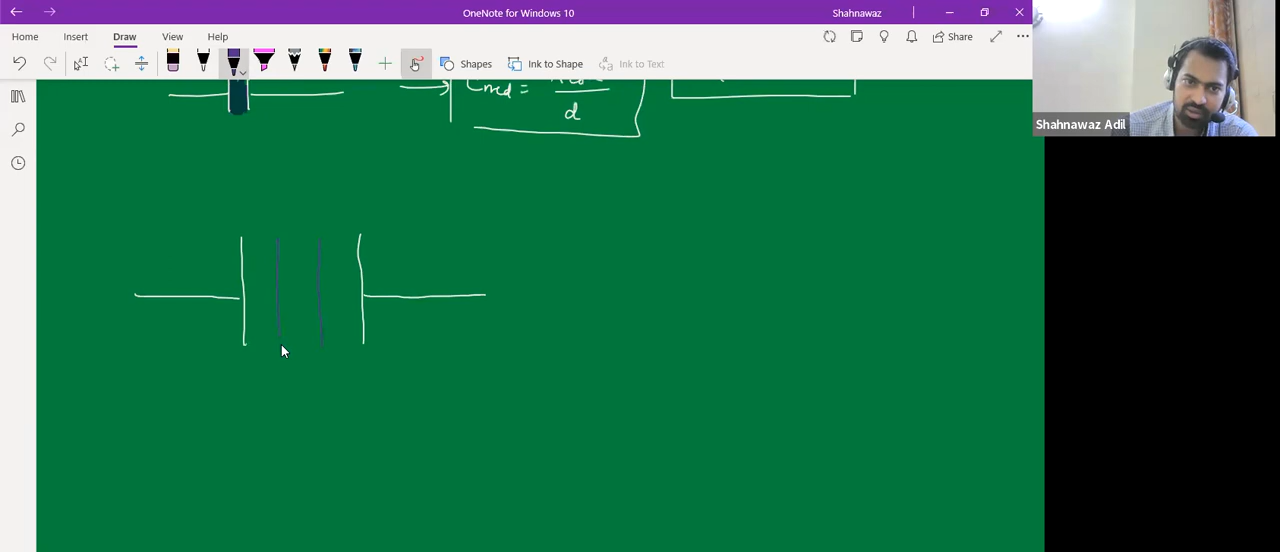 OneNote for Windows 10
Shahnawaz
Home Insert Draw View Help
Share
Shapes Ink to Shape Ink to Text
Shahnawaz Adil
Cmed =
d